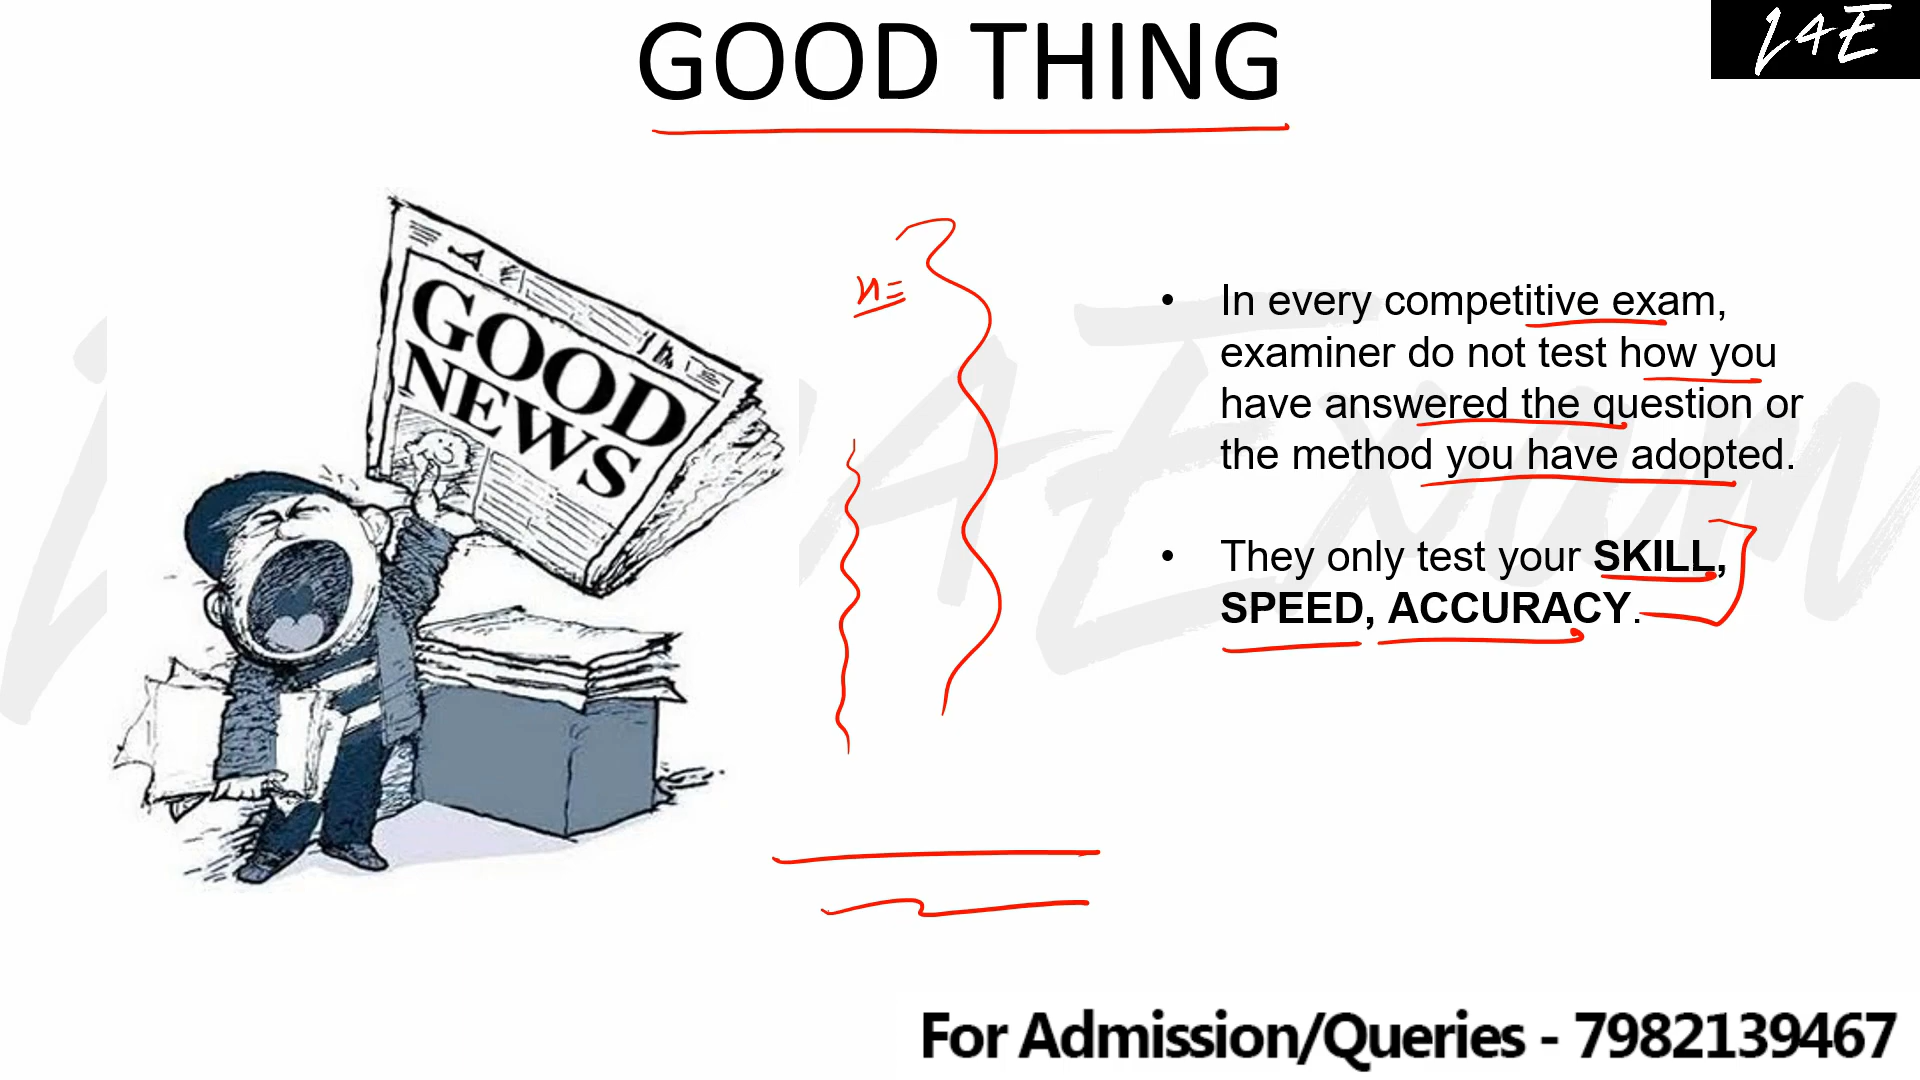 GOOD THING
L4E
GOOD
NEWS
n=
• In every competitive exam,
examiner do not test how you
have answered the question or
the method you have adopted.
• They only test your SKILL,
SPEED, ACCURACY.
L4Exam
For Admission/Queries - 7982139467